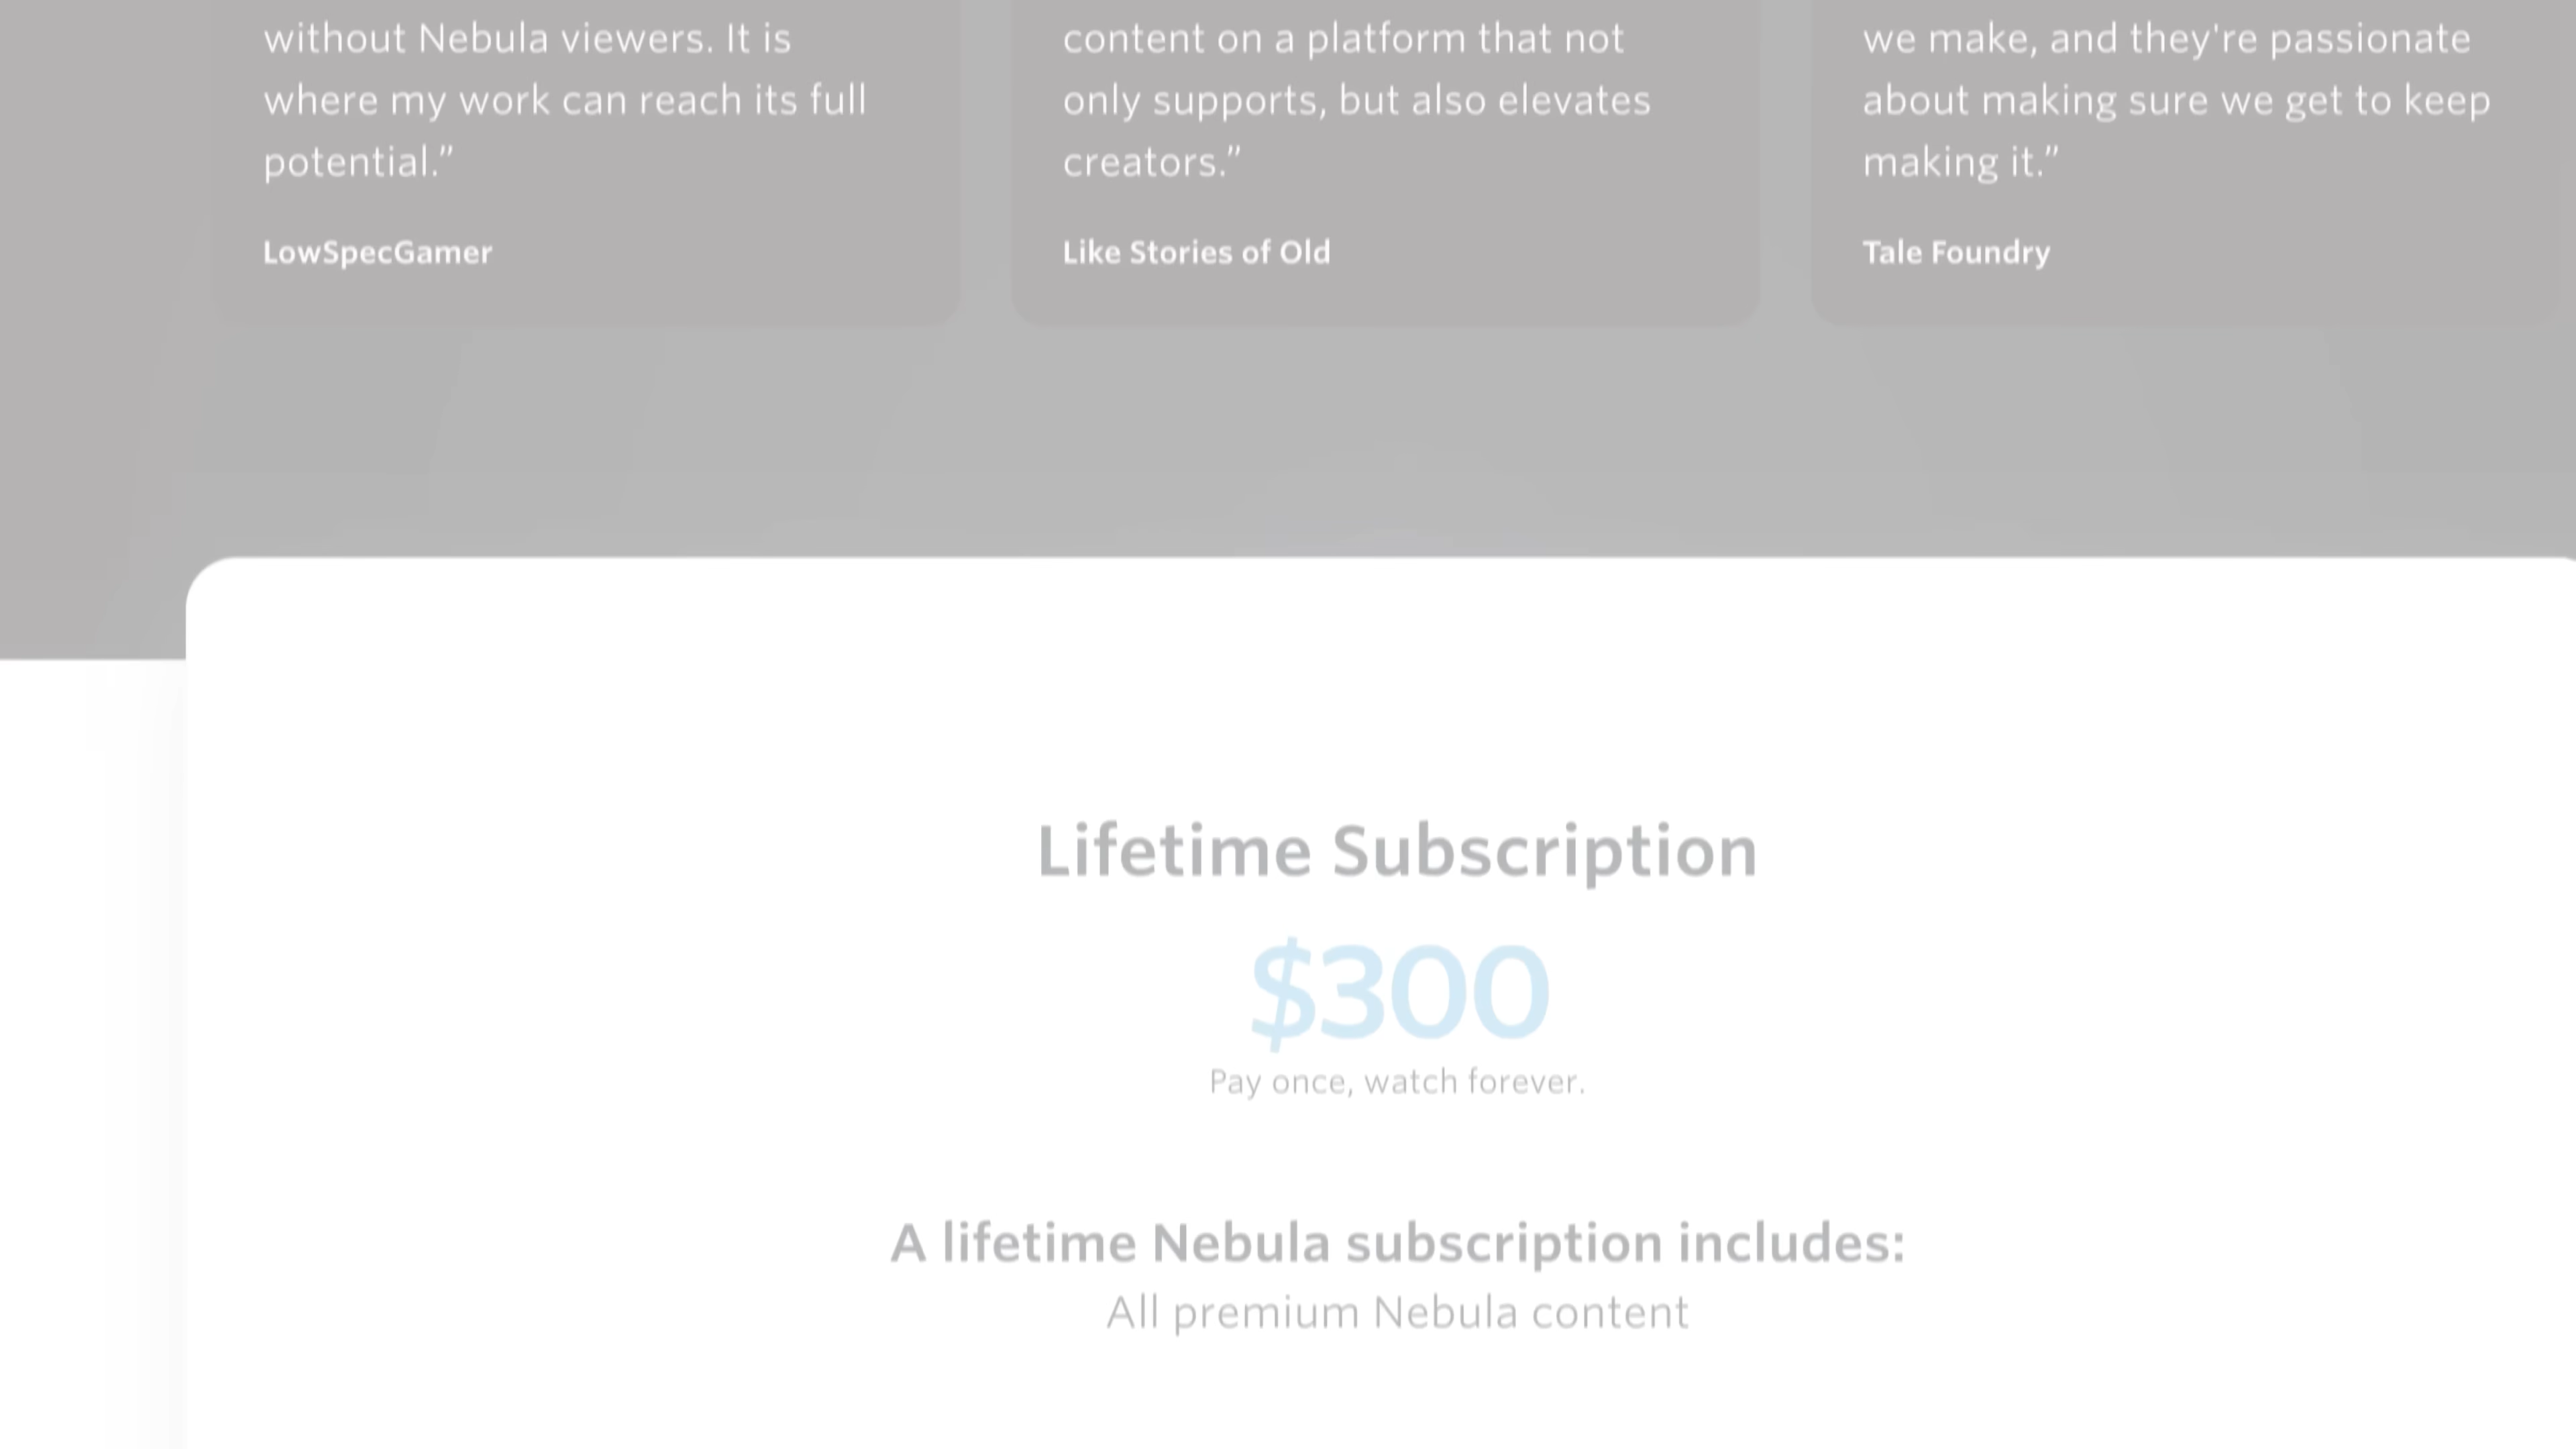 without Nebula viewers. It is
where my work can reach its full
potential.”
LowSpecGamer
content on a platform that not
only supports, but also elevates
creators.”
Like Stories of Old
we make, and they're passionate
about making sure we get to keep
making it.”
Tale Foundry
Lifetime Subscription
$300
Pay once, watch forever.
A lifetime Nebula subscription includes:
All premium Nebula content